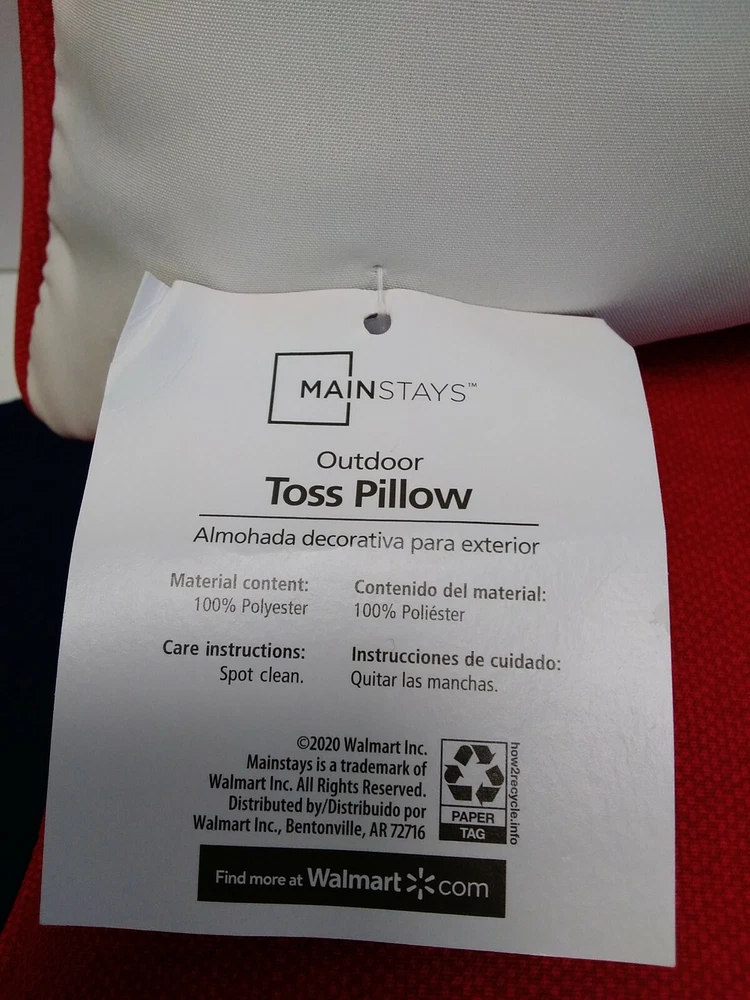 MAINSTAYS™
Outdoor
Toss Pillow
Almohada decorativa para exterior
Material content:
100% Polyester
Contenido del material:
100% Poliéster
Care instructions:
Spot clean.
Instrucciones de cuidado:
Quitar las manchas.
©2020 Walmart Inc.
Mainstays is a trademark of
Walmart Inc. All Rights Reserved.
Distributed by/Distribuido por
Walmart Inc., Bentonville, AR 72716
PAPER
TAG
how2recycle.info
Find more at Walmart com